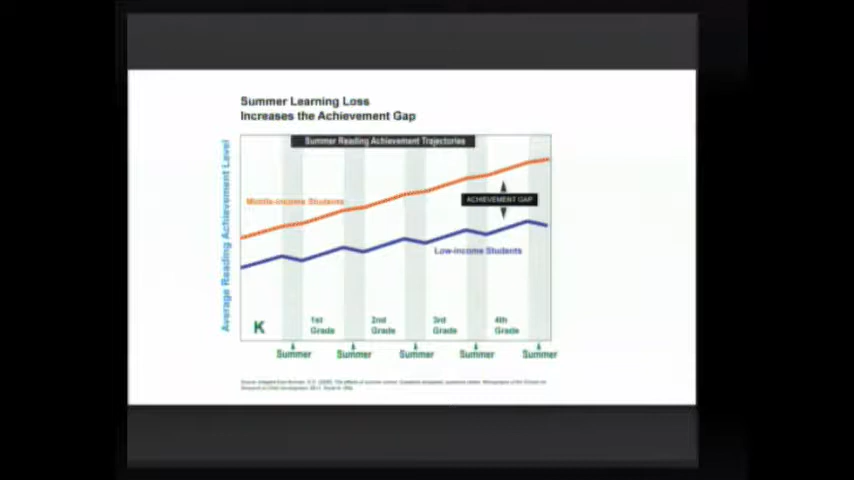 Summer Learning Loss
Increases the Achievement Gap
Summer Reading Achievement Trajectories
Average Reading Achievement Level
Middle-income Students
ACHIEVEMENT GAP
Low-income Students
K
1st
Grade
2nd
Grade
3rd
Grade
4th
Grade
Summer
Summer
Summer
Summer
Summer